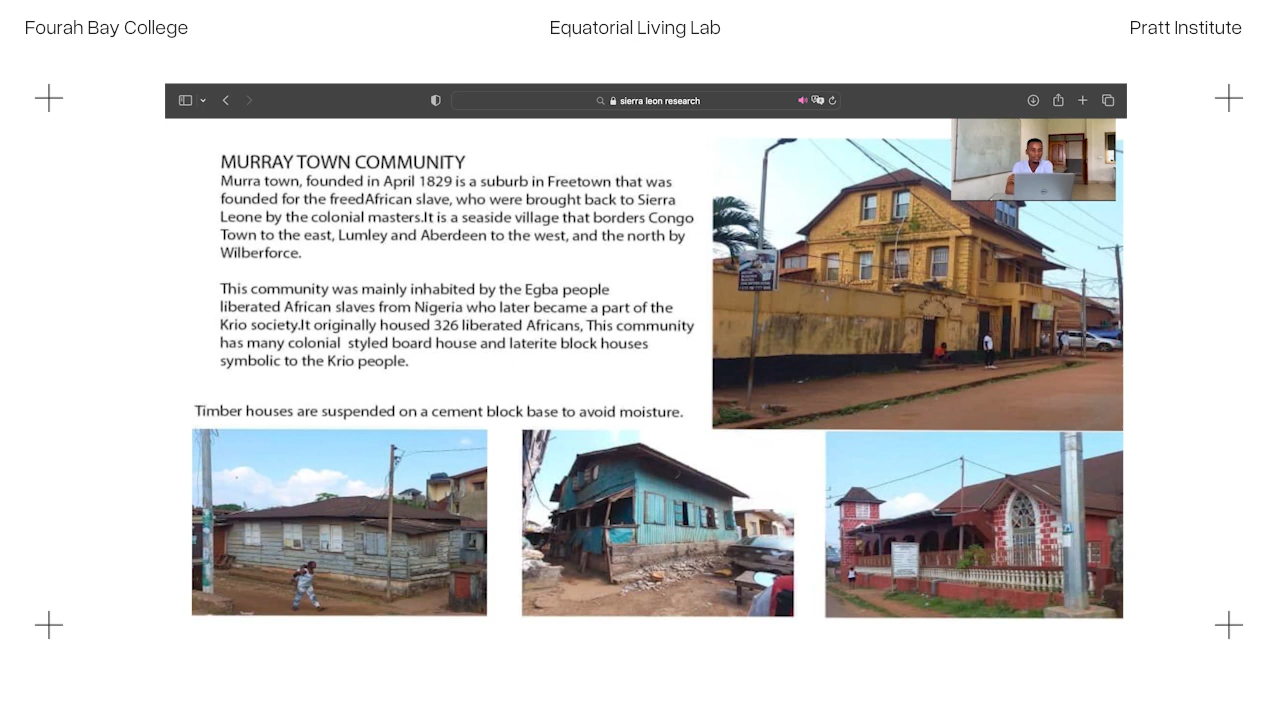 Fourah Bay College
Equatorial Living Lab
Pratt Institute
sierra leon research
MURRAY TOWN COMMUNITY
Murra town, founded in April 1829 is a suburb in Freetown that was
founded for the freedAfrican slave, who were brought back to Sierra
Leone by the colonial masters.It is a seaside village that borders Congo
Town to the east, Lumley and Aberdeen to the west, and the north by
Wilberforce.
This community was mainly inhabited by the Egba people
liberated African slaves from Nigeria who later became a part of the
Krio society.It originally housed 326 liberated Africans, This community
has many colonial  styled board house and laterite block houses
symbolic to the Krio people.
Timber houses are suspended on a cement block base to avoid moisture.